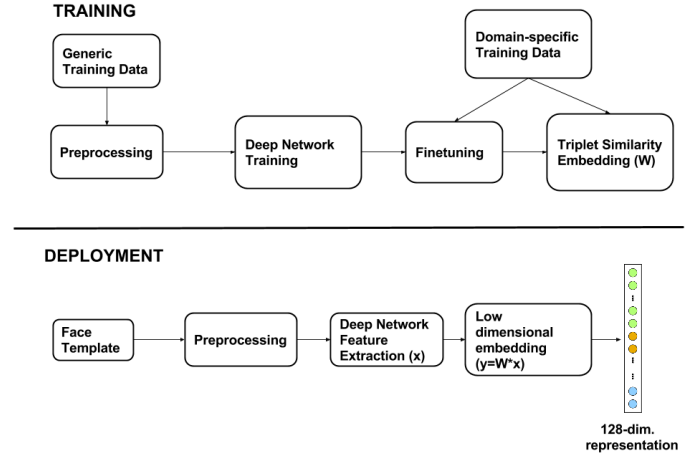 TRAINING
Generic
Training Data
Domain-specific
Training Data
Preprocessing
Deep Network
Training
Finetuning
Triplet Similarity
Embedding (W)
DEPLOYMENT
Face
Template
Preprocessing
Deep Network
Feature
Extraction (x)
Low
dimensional
embedding
(y=W*x)
128-dim.
representation